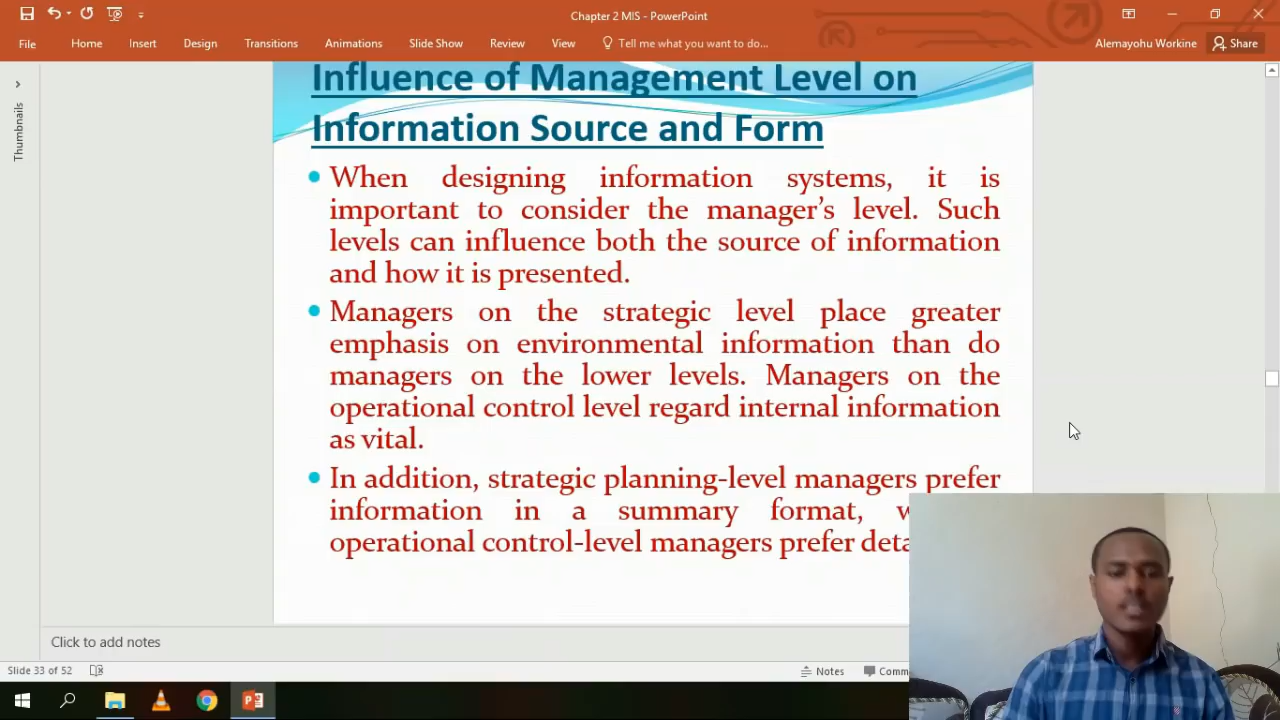 Chapter 2 MIS - PowerPoint
File Home Insert Design Transitions Animations Slide Show Review View Tell me what you want to do... Alemayohu Workine Share
Thumbnails
Influence of Management Level on
Information Source and Form
• When designing information systems, it is
important to consider the manager's level. Such
levels can influence both the source of information
and how it is presented.
• Managers on the strategic level place greater
emphasis on environmental information than do
managers on the lower levels. Managers on the
operational control level regard internal information
as vital.
• In addition, strategic planning-level managers prefer
information in a summary format,
operational control-level managers prefer
Click to add notes
Slide 33 of 52 Notes